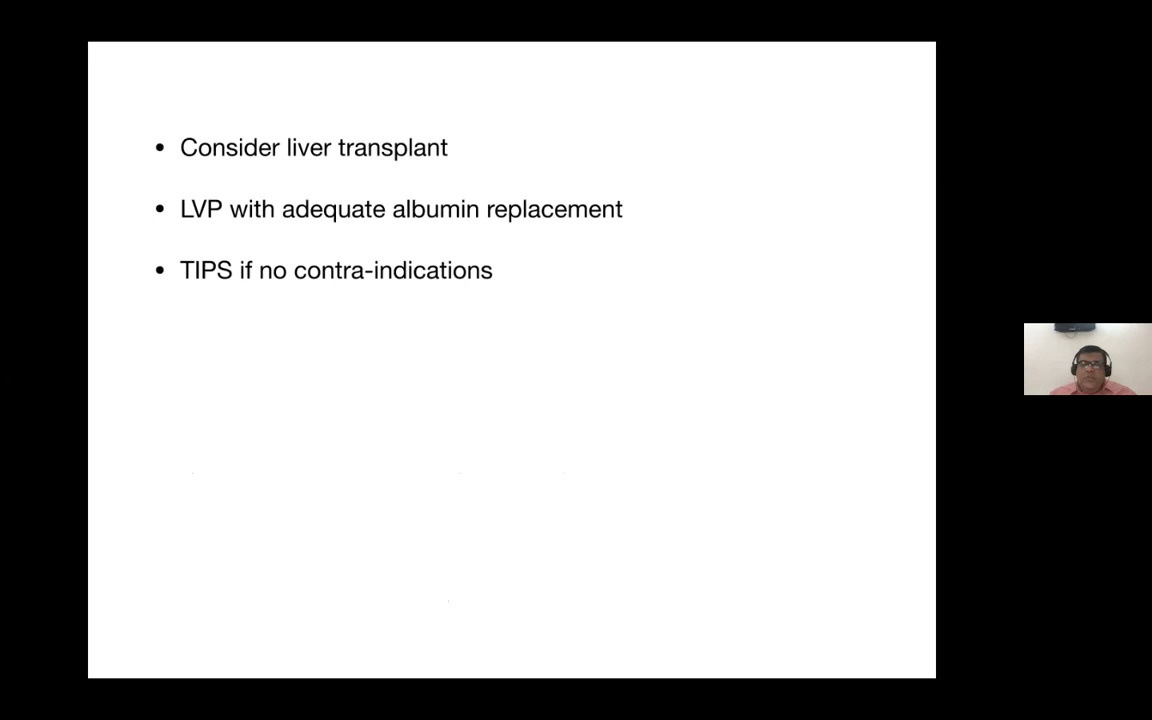 • Consider liver transplant
• LVP with adequate albumin replacement
• TIPS if no contra-indications